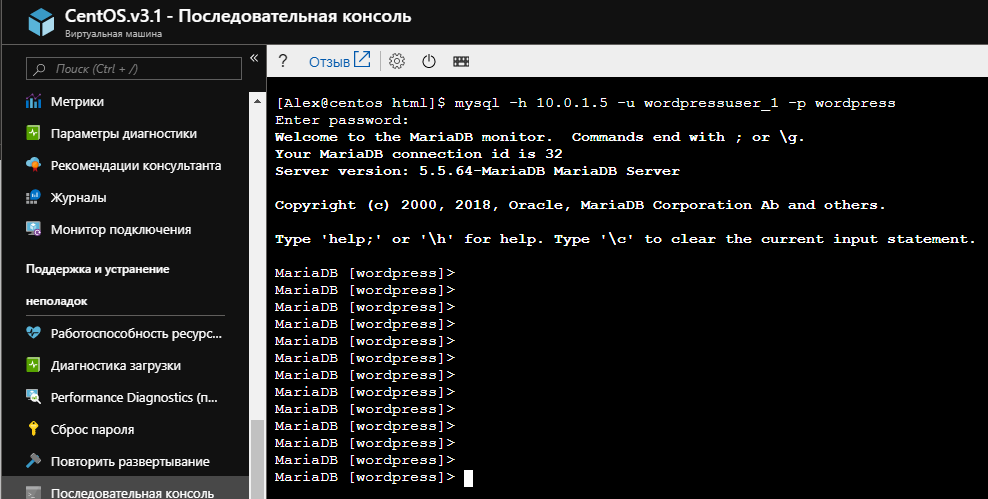 CentOS.v3.1 - Последовательная консоль
Виртуальная машина
Поиск (Ctrl + /)
«
Метрики
Параметры диагностики
Рекомендации консультанта
Журналы
Монитор подключения
Поддержка и устранение
неполадок
Работоспособность ресурс...
Диагностика загрузки
Performance Diagnostics (п...
Сброс пароля
Повторить развертывание
Последовательная консоль
? Отзыв
[Alex@centos html]$ mysql -h 10.0.1.5 -u wordpressuser_1 -p wordpress
Enter password:
Welcome to the MariaDB monitor.  Commands end with ; or \g.
Your MariaDB connection id is 32
Server version: 5.5.64-MariaDB MariaDB Server
Copyright (c) 2000, 2018, Oracle, MariaDB Corporation Ab and others.
Type 'help;' or '\h' for help. Type '\c' to clear the current input statement.
MariaDB [wordpress]>
MariaDB [wordpress]>
MariaDB [wordpress]>
MariaDB [wordpress]>
MariaDB [wordpress]>
MariaDB [wordpress]>
MariaDB [wordpress]>
MariaDB [wordpress]>
MariaDB [wordpress]>
MariaDB [wordpress]>
MariaDB [wordpress]>
MariaDB [wordpress]>
MariaDB [wordpress]>